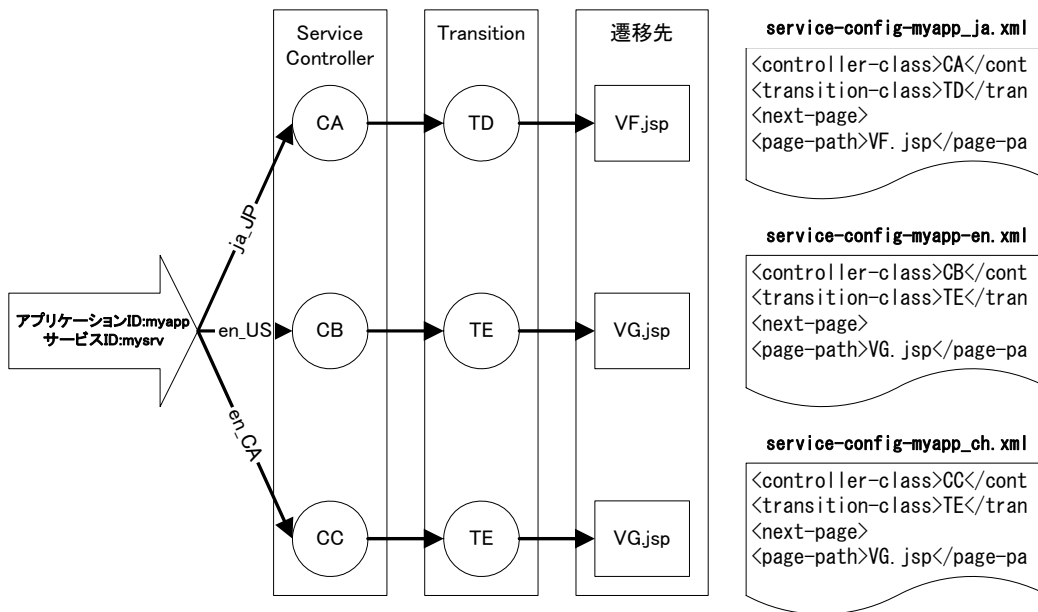 Service
Controller
Transition
遷移先
CA
TD
VF.jsp
ja_JP
アプリケーションID:myapp
サービスID:mysrv
en_US
CB
TE
VG.jsp
en_CA
CC
TE
VG.jsp
service-config-myapp_ja.xml
<controller-class>CA</cont
<transition-class>TD</tran
<next-page>
<page-path>VF.jsp</page-pa
service-config-myapp-en.xml
<controller-class>CB</cont
<transition-class>TE</tran
<next-page>
<page-path>VG.jsp</page-pa
service-config-myapp_ch.xml
<controller-class>CC</cont
<transition-class>TE</tran
<next-page>
<page-path>VG.jsp</page-pa